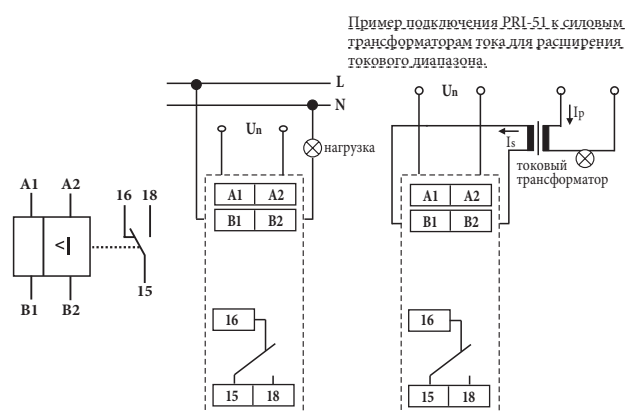 Пример подключения PRI-51 к силовым
трансформаторам тока для расширения
токового диапазона.
L
N
Un
нагрузка
A1 A2
B1 B2
16
15 18
Un
Ip
Is
токовый
трансформатор
A1 A2
B1 B2
16
15 18
A1 A2
16 18
<I
15
B1 B2